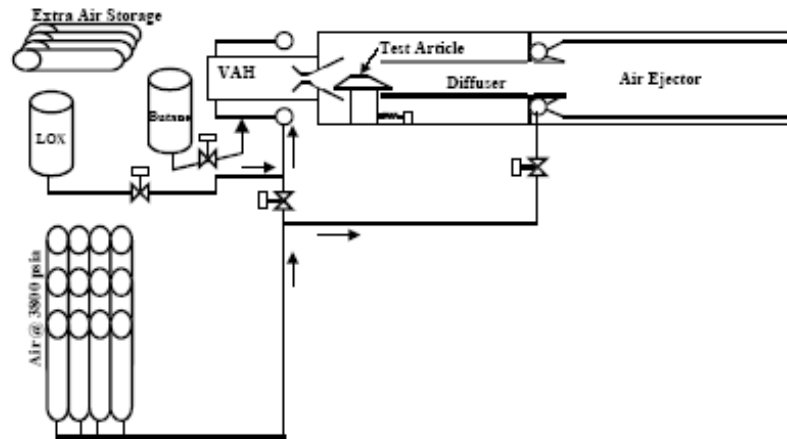 Extra Air Storage
Test Article
VAH
Diffuser
Air Ejector
Butane
LOX
Air @ 3800 psia